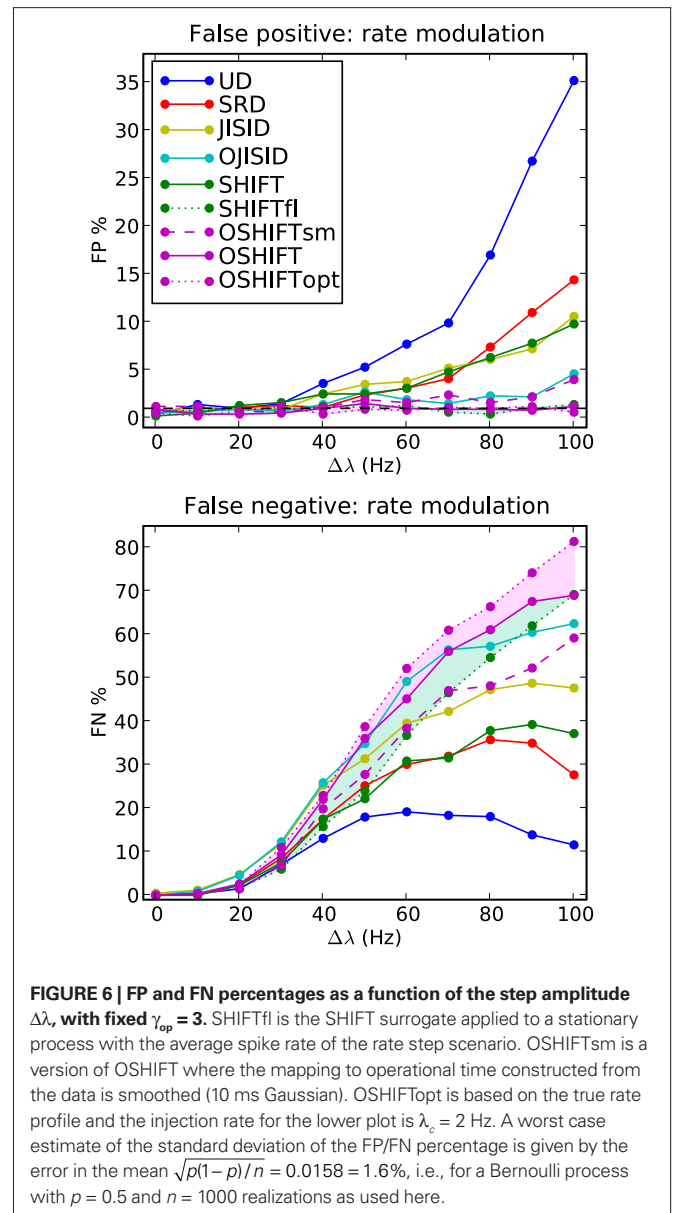 False positive: rate modulation
35
30
25
20
15
10
5
0
FP %
UD
SRD
JISID
OJISID
SHIFT
SHIFTfl
OSHIFTsm
OSHIFT
OSHIFTopt
0 20 40 60 80 100
Δλ (Hz)
False negative: rate modulation
80
70
60
50
40
30
20
10
0
FN %
0 20 40 60 80 100
Δλ (Hz)
FIGURE 6 | FP and FN percentages as a function of the step amplitude
Δλ, with fixed γop = 3. SHIFTfl is the SHIFT surrogate applied to a stationary
process with the average spike rate of the rate step scenario. OSHIFTsm is a
version of OSHIFT where the mapping to operational time constructed from
the data is smoothed (10 ms Gaussian). OSHIFTopt is based on the true rate
profile and the injection rate for the lower plot is λc = 2 Hz. A worst case
estimate of the standard deviation of the FP/FN percentage is given by the
error in the mean √p(1−p)/n = 0.0158 = 1.6%, i.e., for a Bernoulli process
with p = 0.5 and n = 1000 realizations as used here.